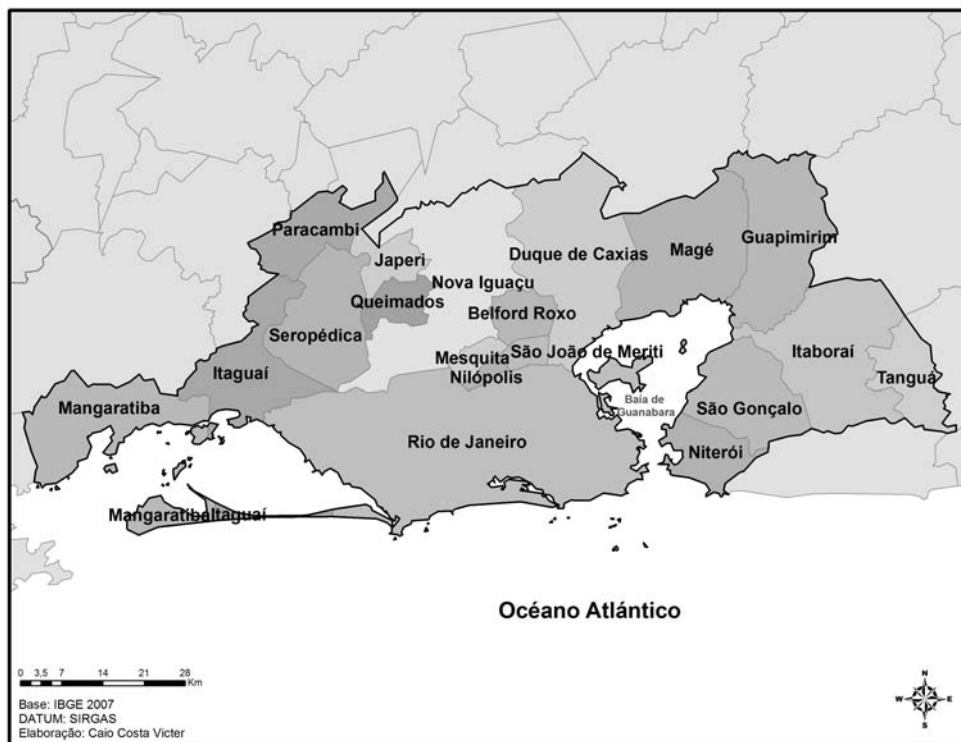 Paracambi
Japeri
Nova Iguaçu
Duque de Caxias
Magé
Guapimirim
Queimados
Belford Roxo
Seropédica
Mesquita
São João de Meriti
Nilópolis
Itaboraí
Itaguaí
Tanguá
Mangaratiba
Baía de
Guanabara
São Gonçalo
Rio de Janeiro
Niterói
MangaratibaItaguaí
Océano Atlántico
0 3,5 7 14 21 28
Km
Base: IBGE 2007
DATUM: SIRGAS
Elaboração: Caio Costa Victer
N
W E
S